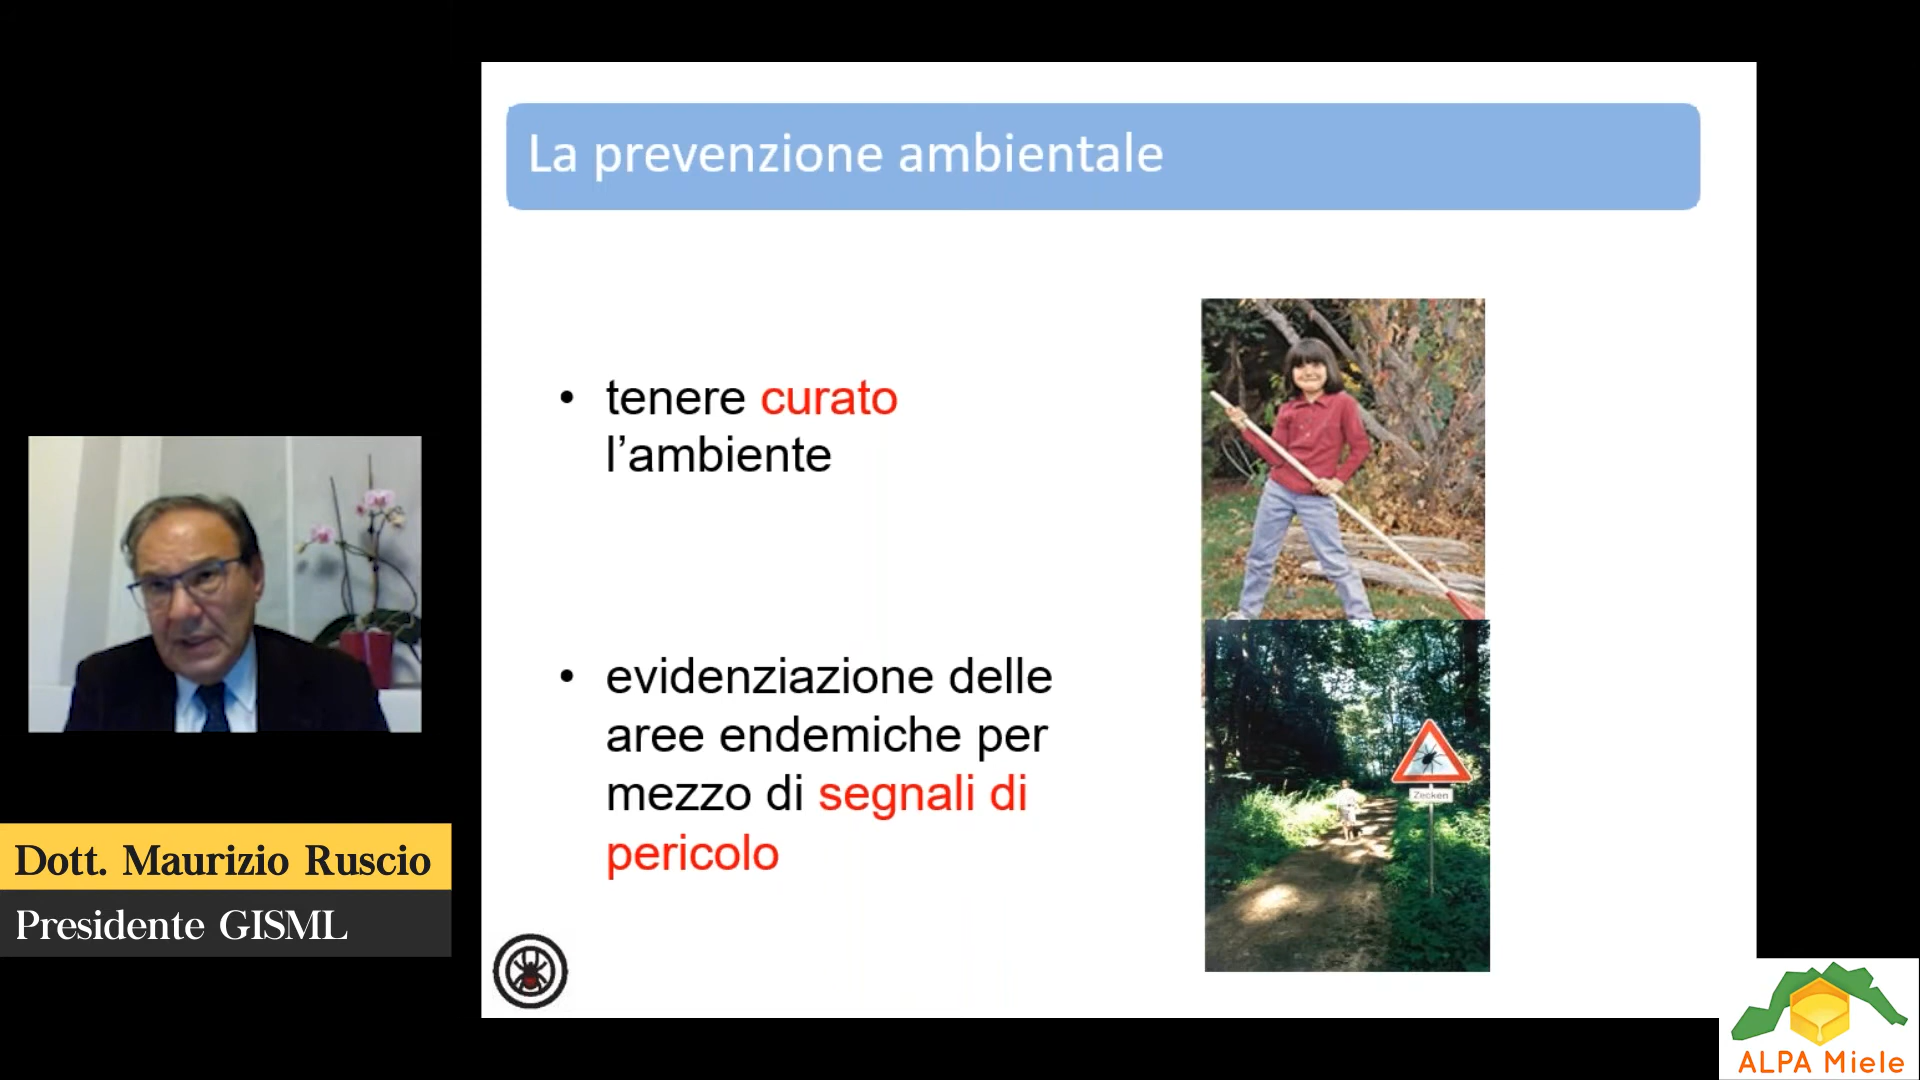 La prevenzione ambientale
• tenere curato
l’ambiente
• evidenziazione delle
aree endemiche per
mezzo di segnali di
pericolo
Zecken
Dott. Maurizio Ruscio
Presidente GISML
ALPA Miele